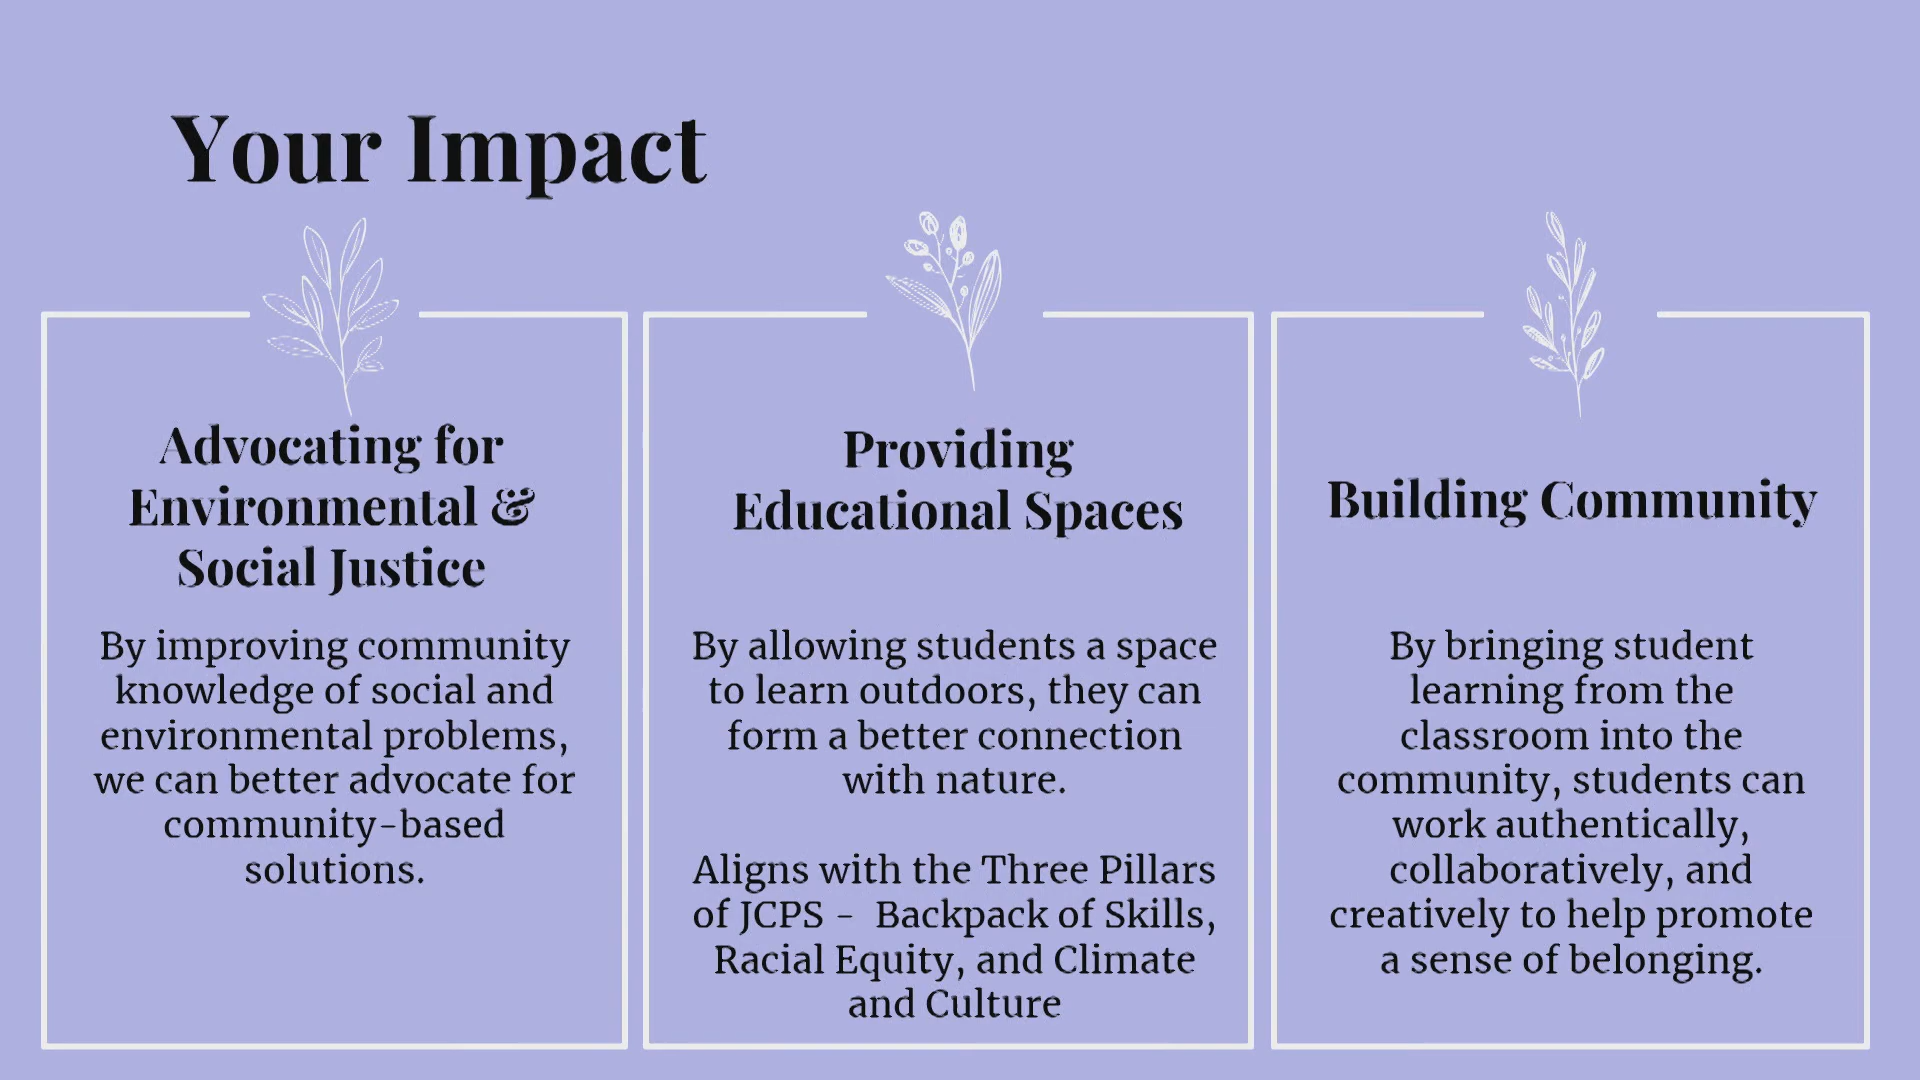 Your Impact
Advocating for
Environmental &
Social Justice
By improving community
knowledge of social and
environmental problems,
we can better advocate for
community-based
solutions.
Providing
Educational Spaces
By allowing students a space
to learn outdoors, they can
form a better connection
with nature.
Aligns with the Three Pillars
of JCPS -  Backpack of Skills,
Racial Equity, and Climate
and Culture
Building Community
By bringing student
learning from the
classroom into the
community, students can
work authentically,
collaboratively, and
creatively to help promote
a sense of belonging.